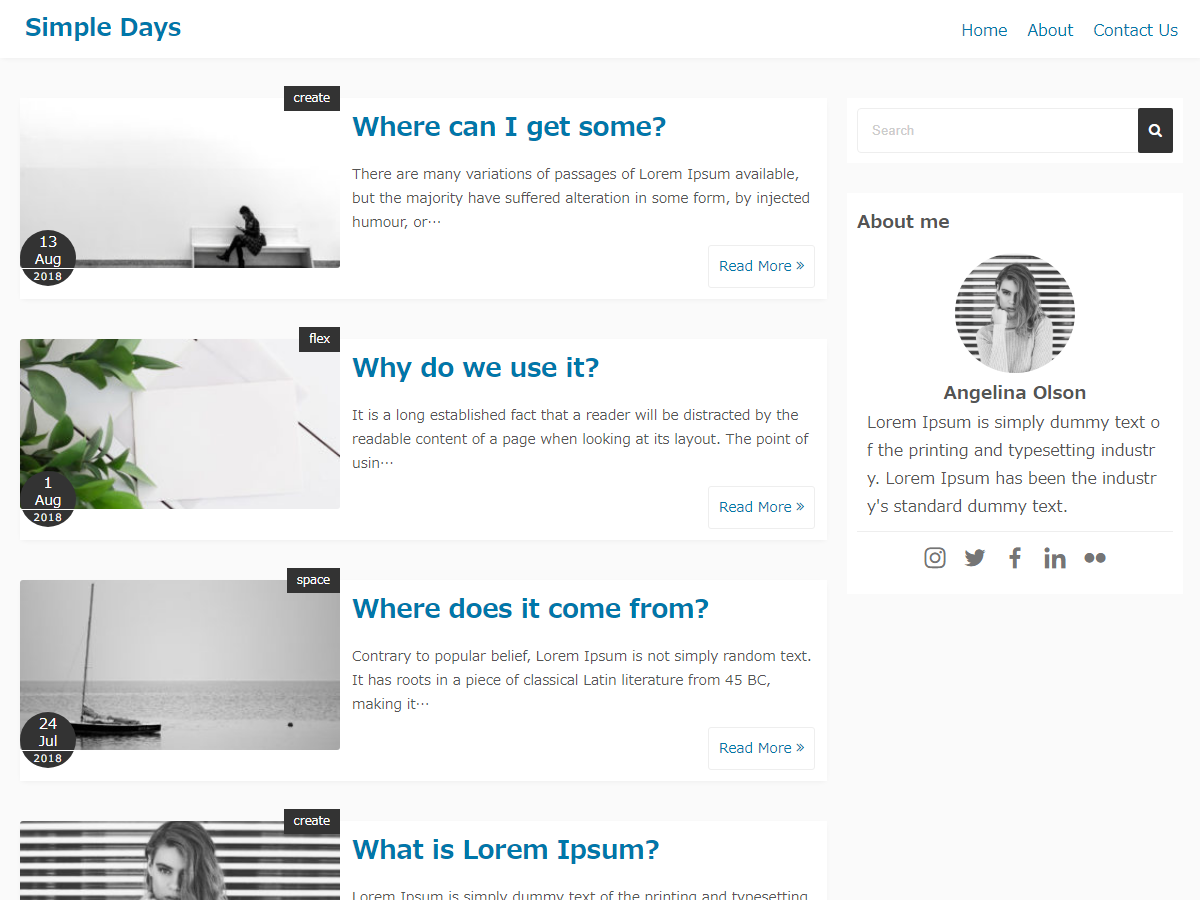 Simple Days
Home About Contact Us
create
Where can I get some?
There are many variations of passages of Lorem Ipsum available,
but the majority have suffered alteration in some form, by injected
humour, or…
13
Aug
2018
Read More »
flex
Why do we use it?
It is a long established fact that a reader will be distracted by the
readable content of a page when looking at its layout. The point of
usin…
1
Aug
2018
Read More »
space
Where does it come from?
Contrary to popular belief, Lorem Ipsum is not simply random text.
It has roots in a piece of classical Latin literature from 45 BC,
making it…
24
Jul
2018
Read More »
create
What is Lorem Ipsum?
Lorem Ipsum is simply dummy text of the printing and typesetting
Search
About me
Angelina Olson
Lorem Ipsum is simply dummy text o
f the printing and typesetting industr
y. Lorem Ipsum has been the industr
y's standard dummy text.